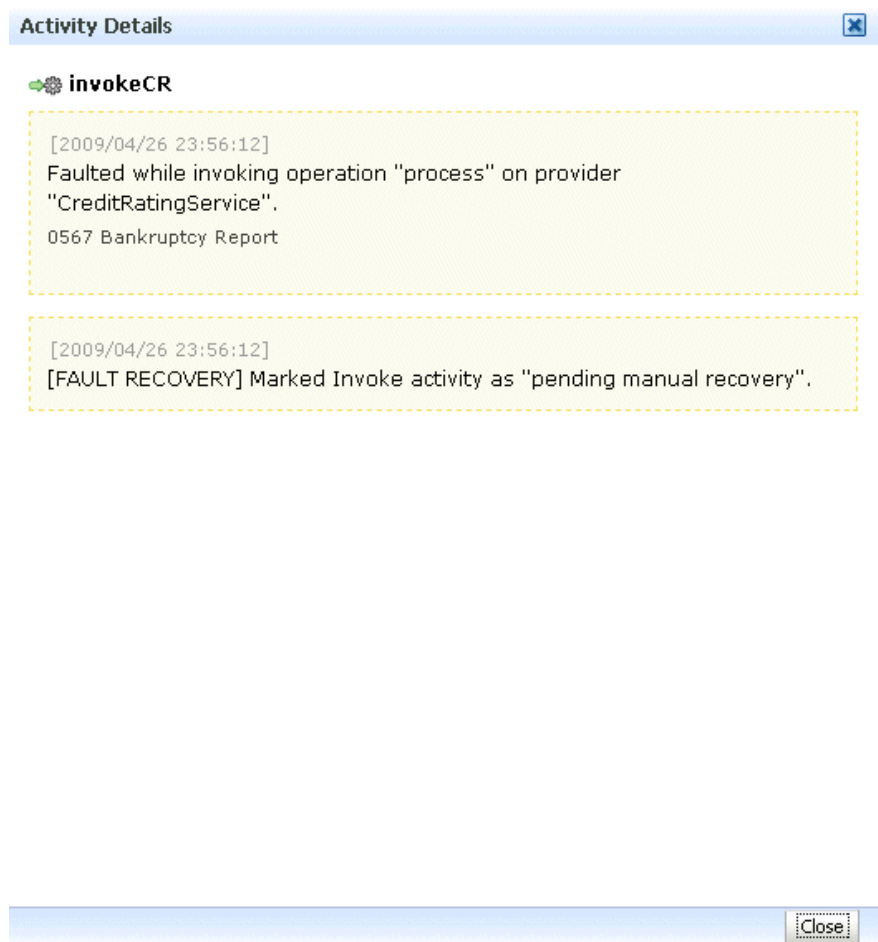 Activity Details
invokeCR
[2009/04/26 23:56:12]
Faulted while invoking operation "process" on provider
"CreditRatingService".
0567 Bankruptcy Report
[2009/04/26 23:56:12]
[FAULT RECOVERY] Marked Invoke activity as "pending manual recovery".
Close